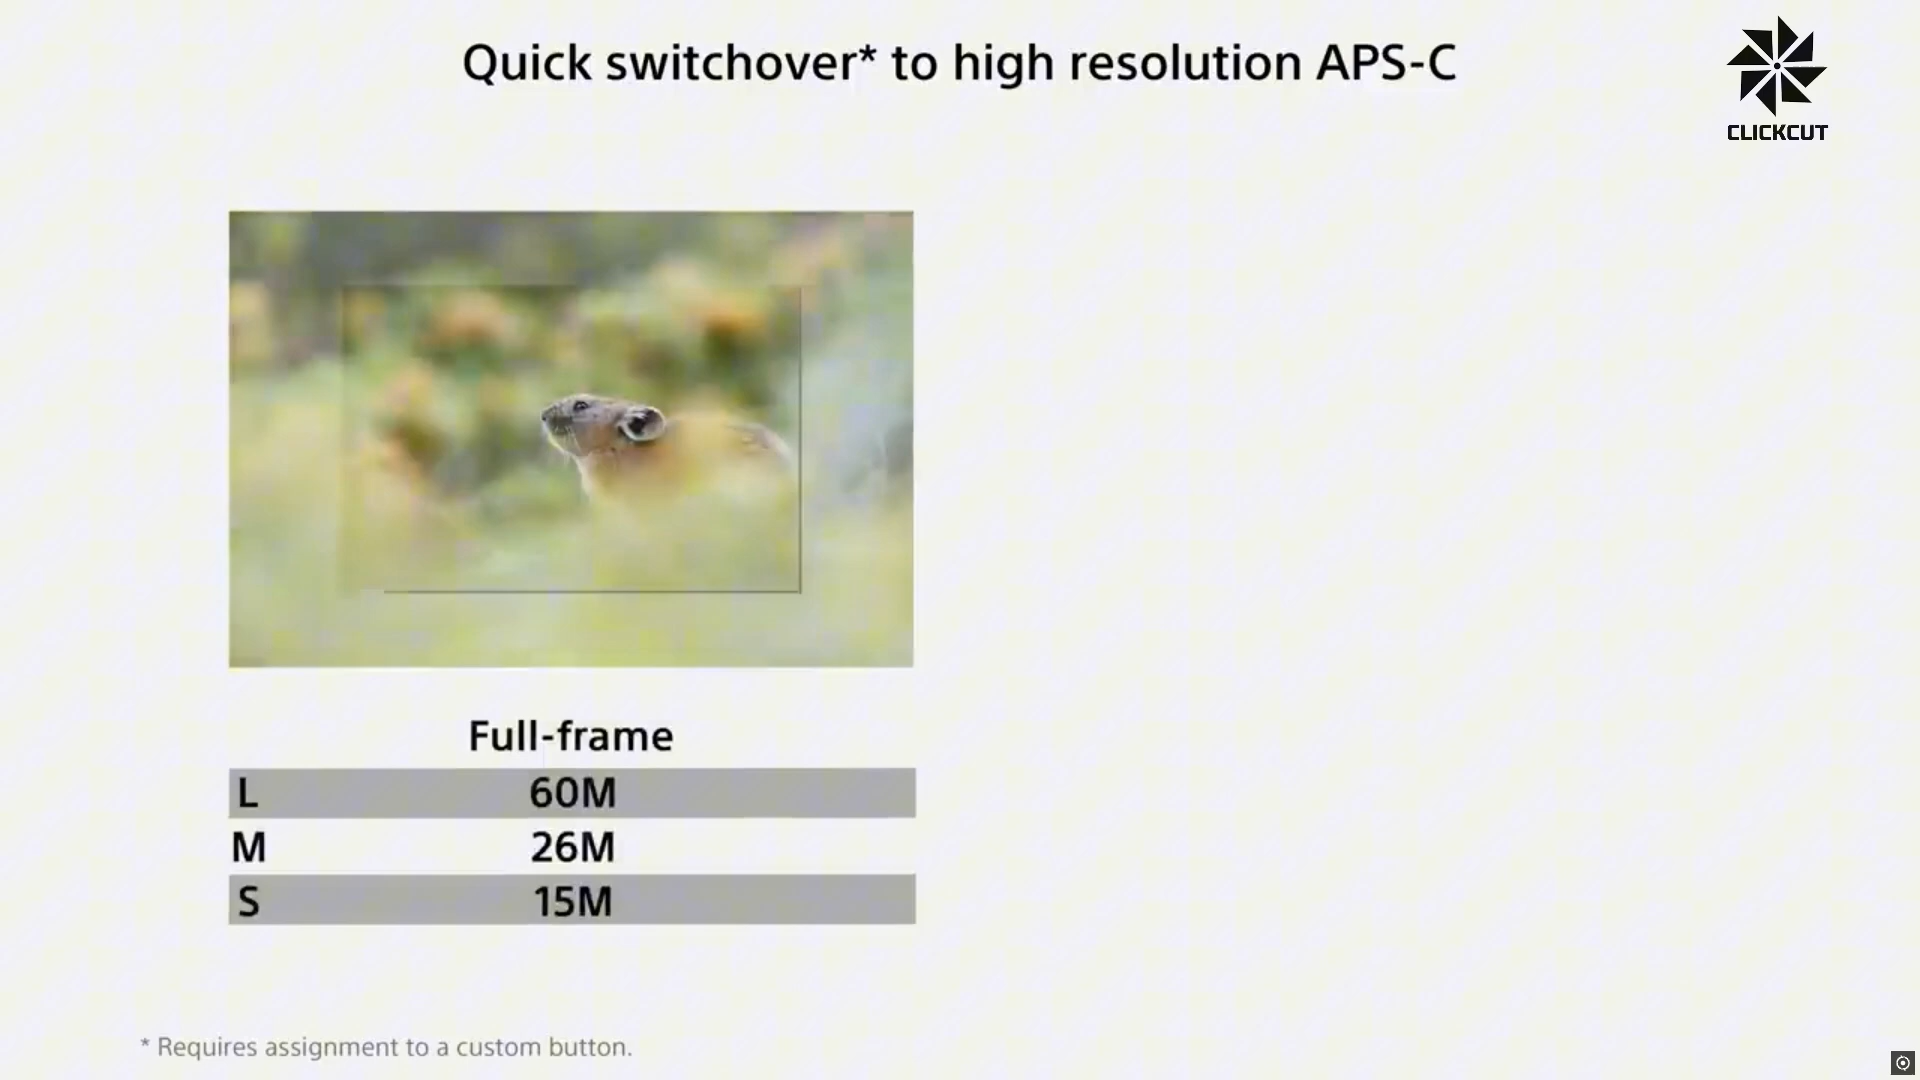 Quick switchover* to high resolution APS-C
CLICKCUT
Full-frame
L 60M
M 26M
S 15M
* Requires assignment to a custom button.